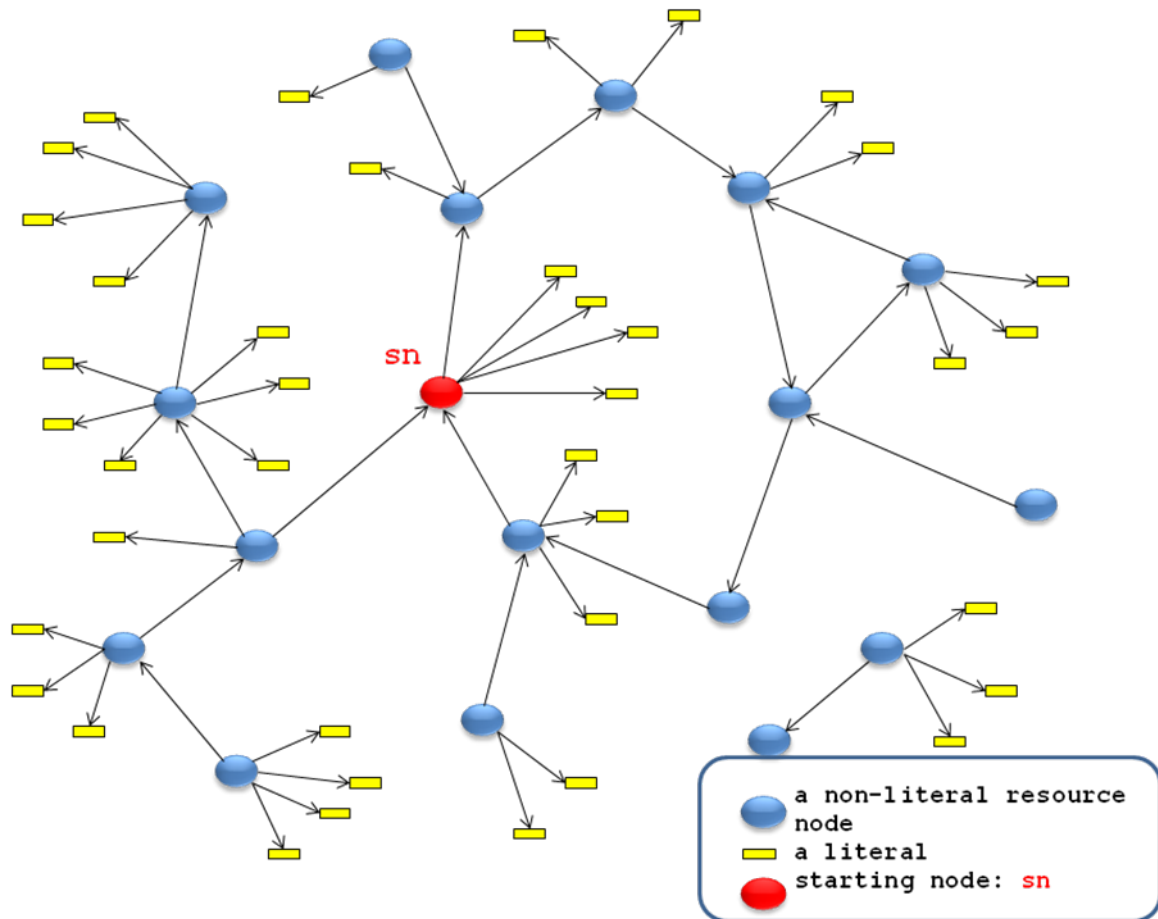 sn
a non-literal resource
node
a literal
starting node: sn